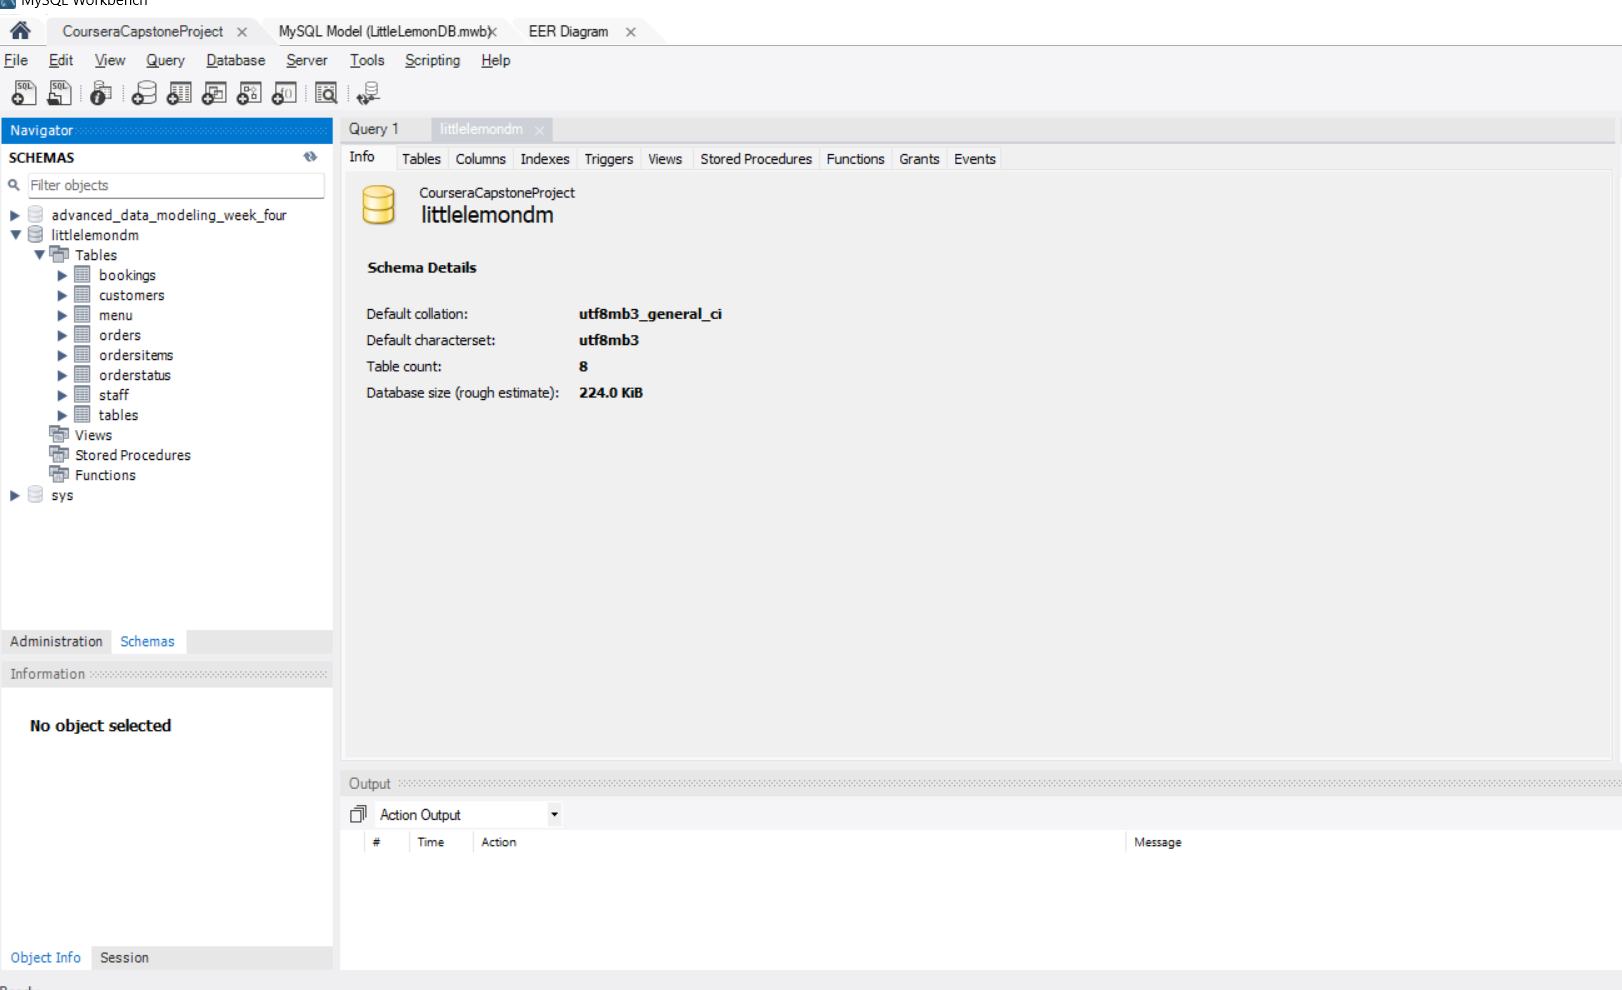 MySQL Workbench
CourseraCapstoneProject
MySQL Model (LittleLemonDB.mwb)
EER Diagram
File Edit View Query Database Server Tools Scripting Help
Navigator
SCHEMAS
Filter objects
advanced_data_modeling_week_four
littlelemondm
Tables
bookings
customers
menu
orders
ordersitems
orderstatus
staff
tables
Views
Stored Procedures
Functions
sys
Administration Schemas
Information
No object selected
Object Info Session
Query 1 littlelemondm
Info Tables Columns Indexes Triggers Views Stored Procedures Functions Grants Events
CourseraCapstoneProject
littlelemondm
Schema Details
Default collation: utf8mb3_general_ci
Default characterset: utf8mb3
Table count: 8
Database size (rough estimate): 224.0 KiB
Output
Action Output
# Time Action Message